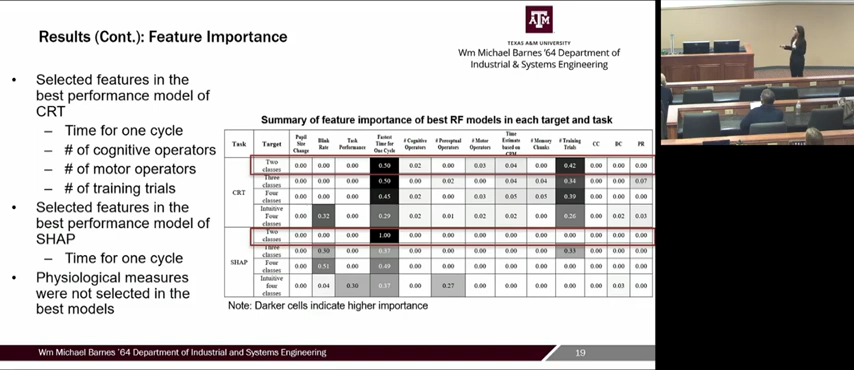 Results (Cont.): Feature Importance
ATM
TEXAS A&M UNIVERSITY
Wm Michael Barnes '64 Department of
Industrial & Systems Engineering
• Selected features in the
best performance model of
CRT
– Time for one cycle
– # of cognitive operators
– # of motor operators
– # of training trials
• Selected features in the
best performance model of
SHAP
– Time for one cycle
• Physiological measures
were not selected in the
best models
Summary of feature importance of best RF models in each target and task
Task Target Pupil Size Change Blink Rate Task Performance Fastest Time for One Cycle # Cognitive Operators # Perceptual Operators # Motor Operators Time Estimate based on # Memory Chunks # Training Trials CC DC PR
CRT
Two classes 0.00 0.00 0.00 0.50 0.02 0.00 0.03 0.04 0.00 0.42 0.00 0.00 0.00
Three classes 0.00 0.00 0.00 0.50 0.00 0.02 0.00 0.04 0.04 0.34 0.00 0.00 0.07
Four classes 0.00 0.00 0.00 0.45 0.02 0.00 0.03 0.05 0.05 0.39 0.00 0.00 0.00
Intuitive Four classes 0.00 0.32 0.00 0.29 0.02 0.01 0.02 0.02 0.00 0.26 0.00 0.02 0.03
SHAP
Two classes 0.00 0.00 0.00 1.00 0.00 0.00 0.00 0.00 0.00 0.00 0.00 0.00 0.00
Three classes 0.00 0.30 0.00 0.37 0.00 0.00 0.00 0.00 0.00 0.33 0.00 0.00 0.00
Four classes 0.00 0.51 0.00 0.49 0.00 0.00 0.00 0.00 0.00 0.00 0.00 0.00 0.00
Intuitive four classes 0.00 0.04 0.30 0.37 0.00 0.27 0.00 0.00 0.00 0.00 0.00 0.03 0.00
Note: Darker cells indicate higher importance
Wm Michael Barnes '64 Department of Industrial and Systems Engineering
19